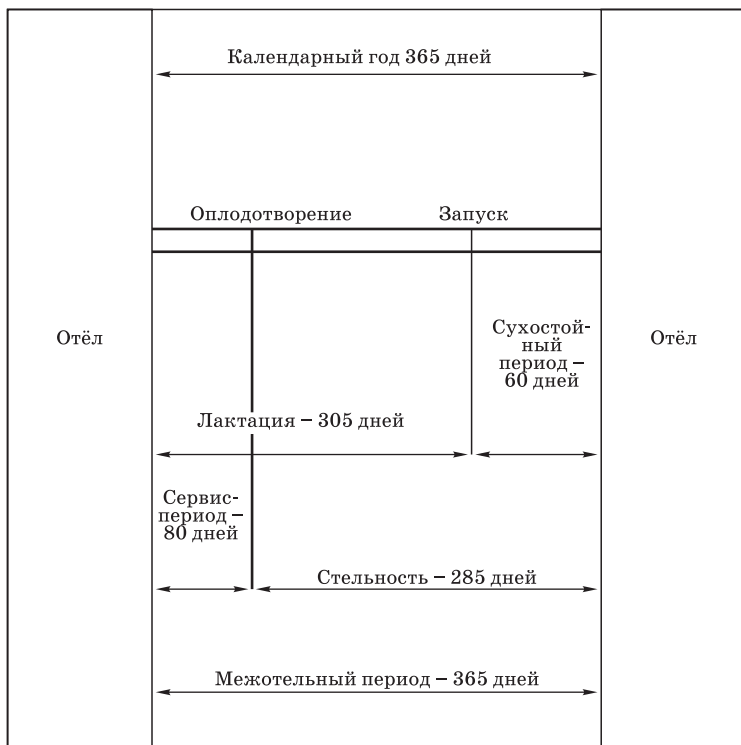 Календарный год 365 дней
Оплодотворение
Запуск
Отёл
Сухостой-
ный
период –
60 дней
Отёл
Лактация – 305 дней
Сервис-
период –
80 дней
Стельность – 285 дней
Межотельный период – 365 дней